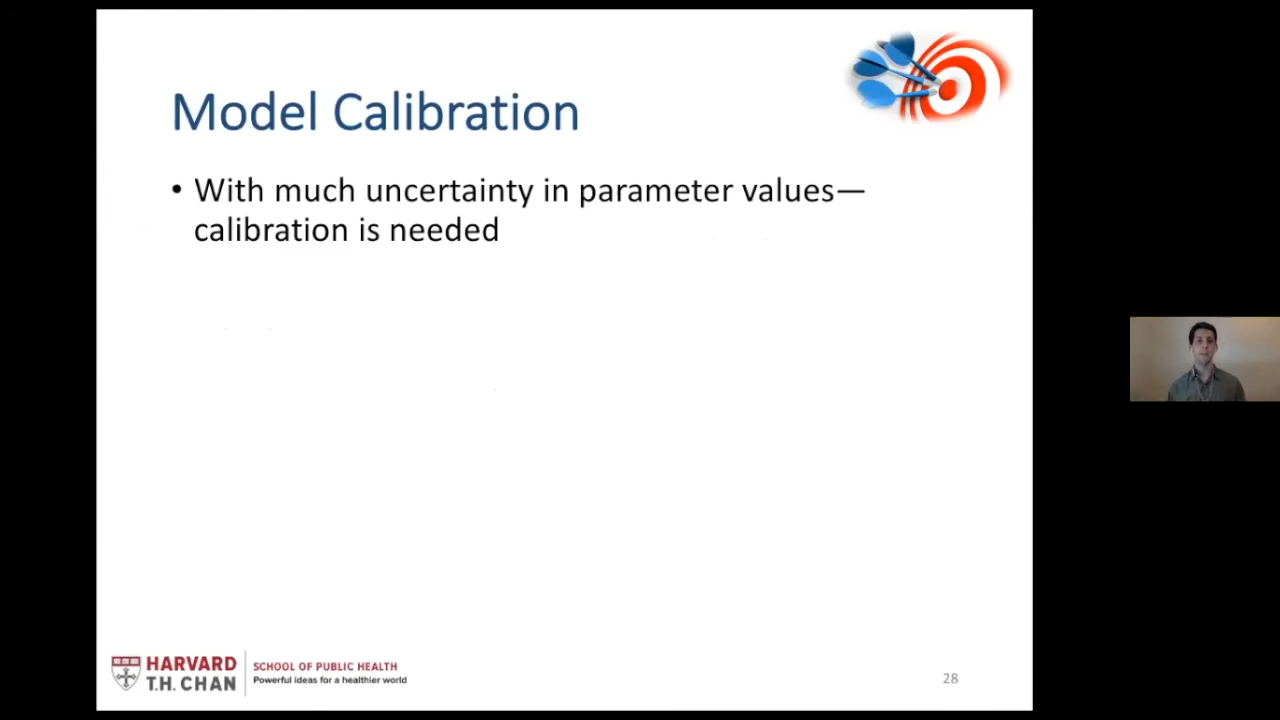 Model Calibration
• With much uncertainty in parameter values—
calibration is needed
HARVARD
T.H. CHAN
SCHOOL OF PUBLIC HEALTH
Powerful ideas for a healthier world
28